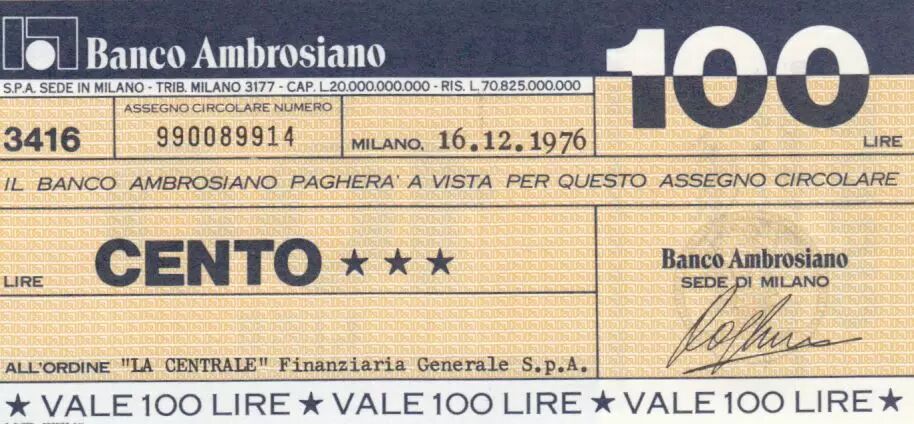 Banco Ambrosiano
100
S.P.A. SEDE IN MILANO - TRIB. MILANO 3177 - CAP. L.20.000.000.000 - RIS. L.70.825.000.000
ASSEGNO CIRCOLARE NUMERO
3416
990089914
MILANO, 16.12.1976
LIRE
IL BANCO AMBROSIANO PAGHERA' A VISTA PER QUESTO ASSEGNO CIRCOLARE
LIRE CENTO ★ ★ ★
Banco Ambrosiano
SEDE DI MILANO
ALL'ORDINE "LA CENTRALE" Finanziaria Generale S.p.A.
★ VALE 100 LIRE ★ VALE 100 LIRE ★ VALE 100 LIRE ★